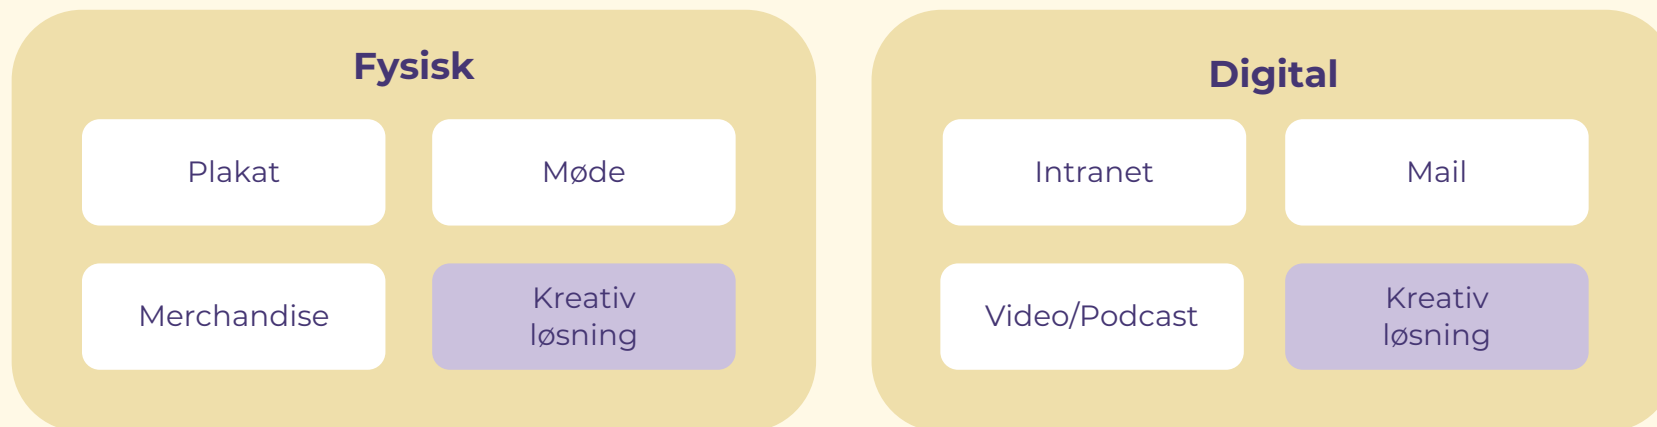 Fysisk
Plakat
Møde
Merchandise
Kreativ
løsning
Digital
Intranet
Mail
Video/Podcast
Kreativ
løsning